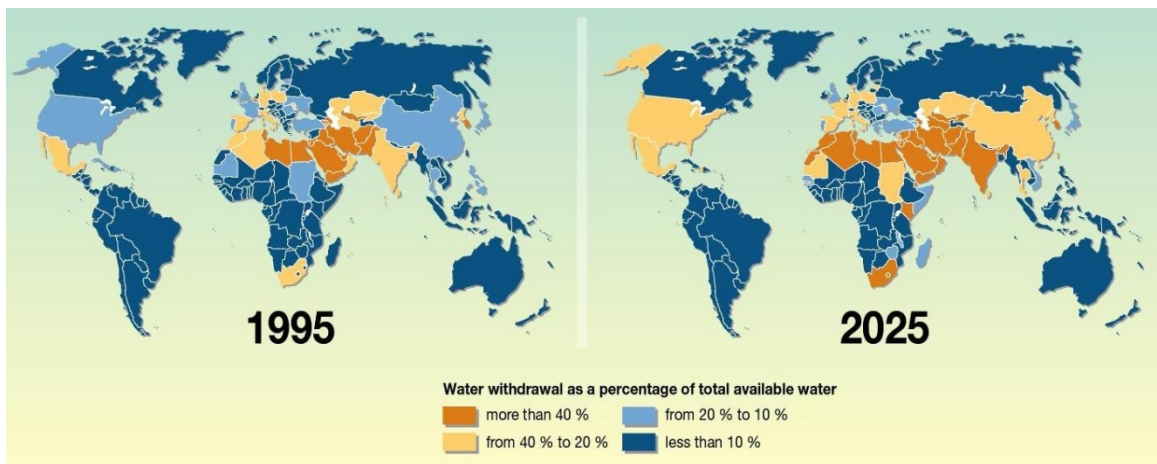 1995
2025
Water withdrawal as a percentage of total available water
more than 40 %
from 20 % to 10 %
from 40 % to 20 %
less than 10 %